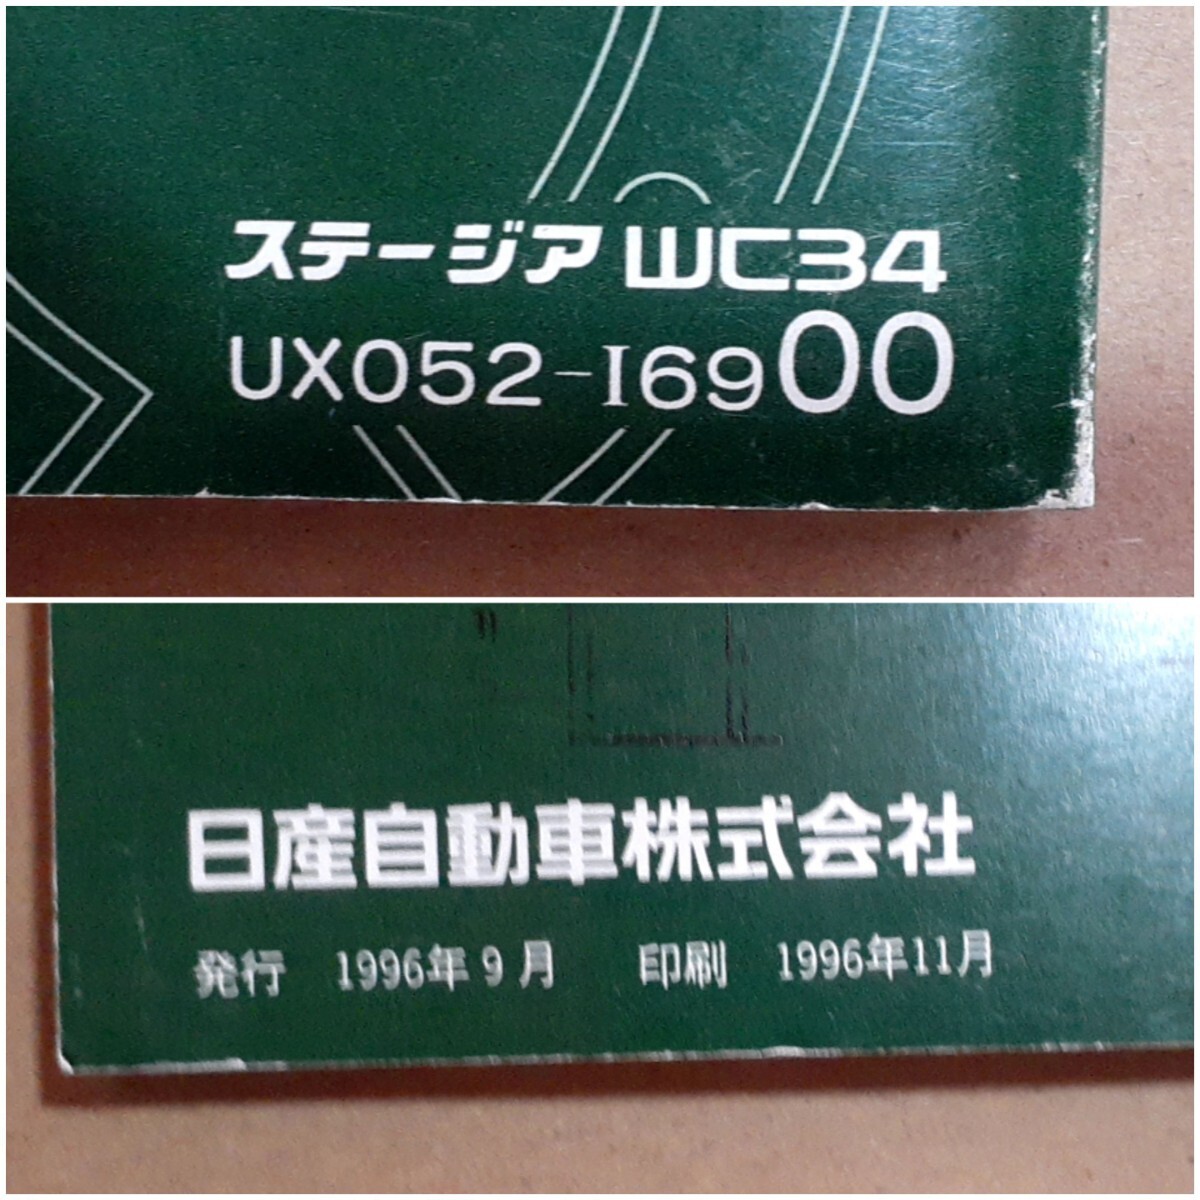 ステージア WC34
UX052-I6900
日産自動車株式会社
発行 1996年9月 印刷 1996年11月